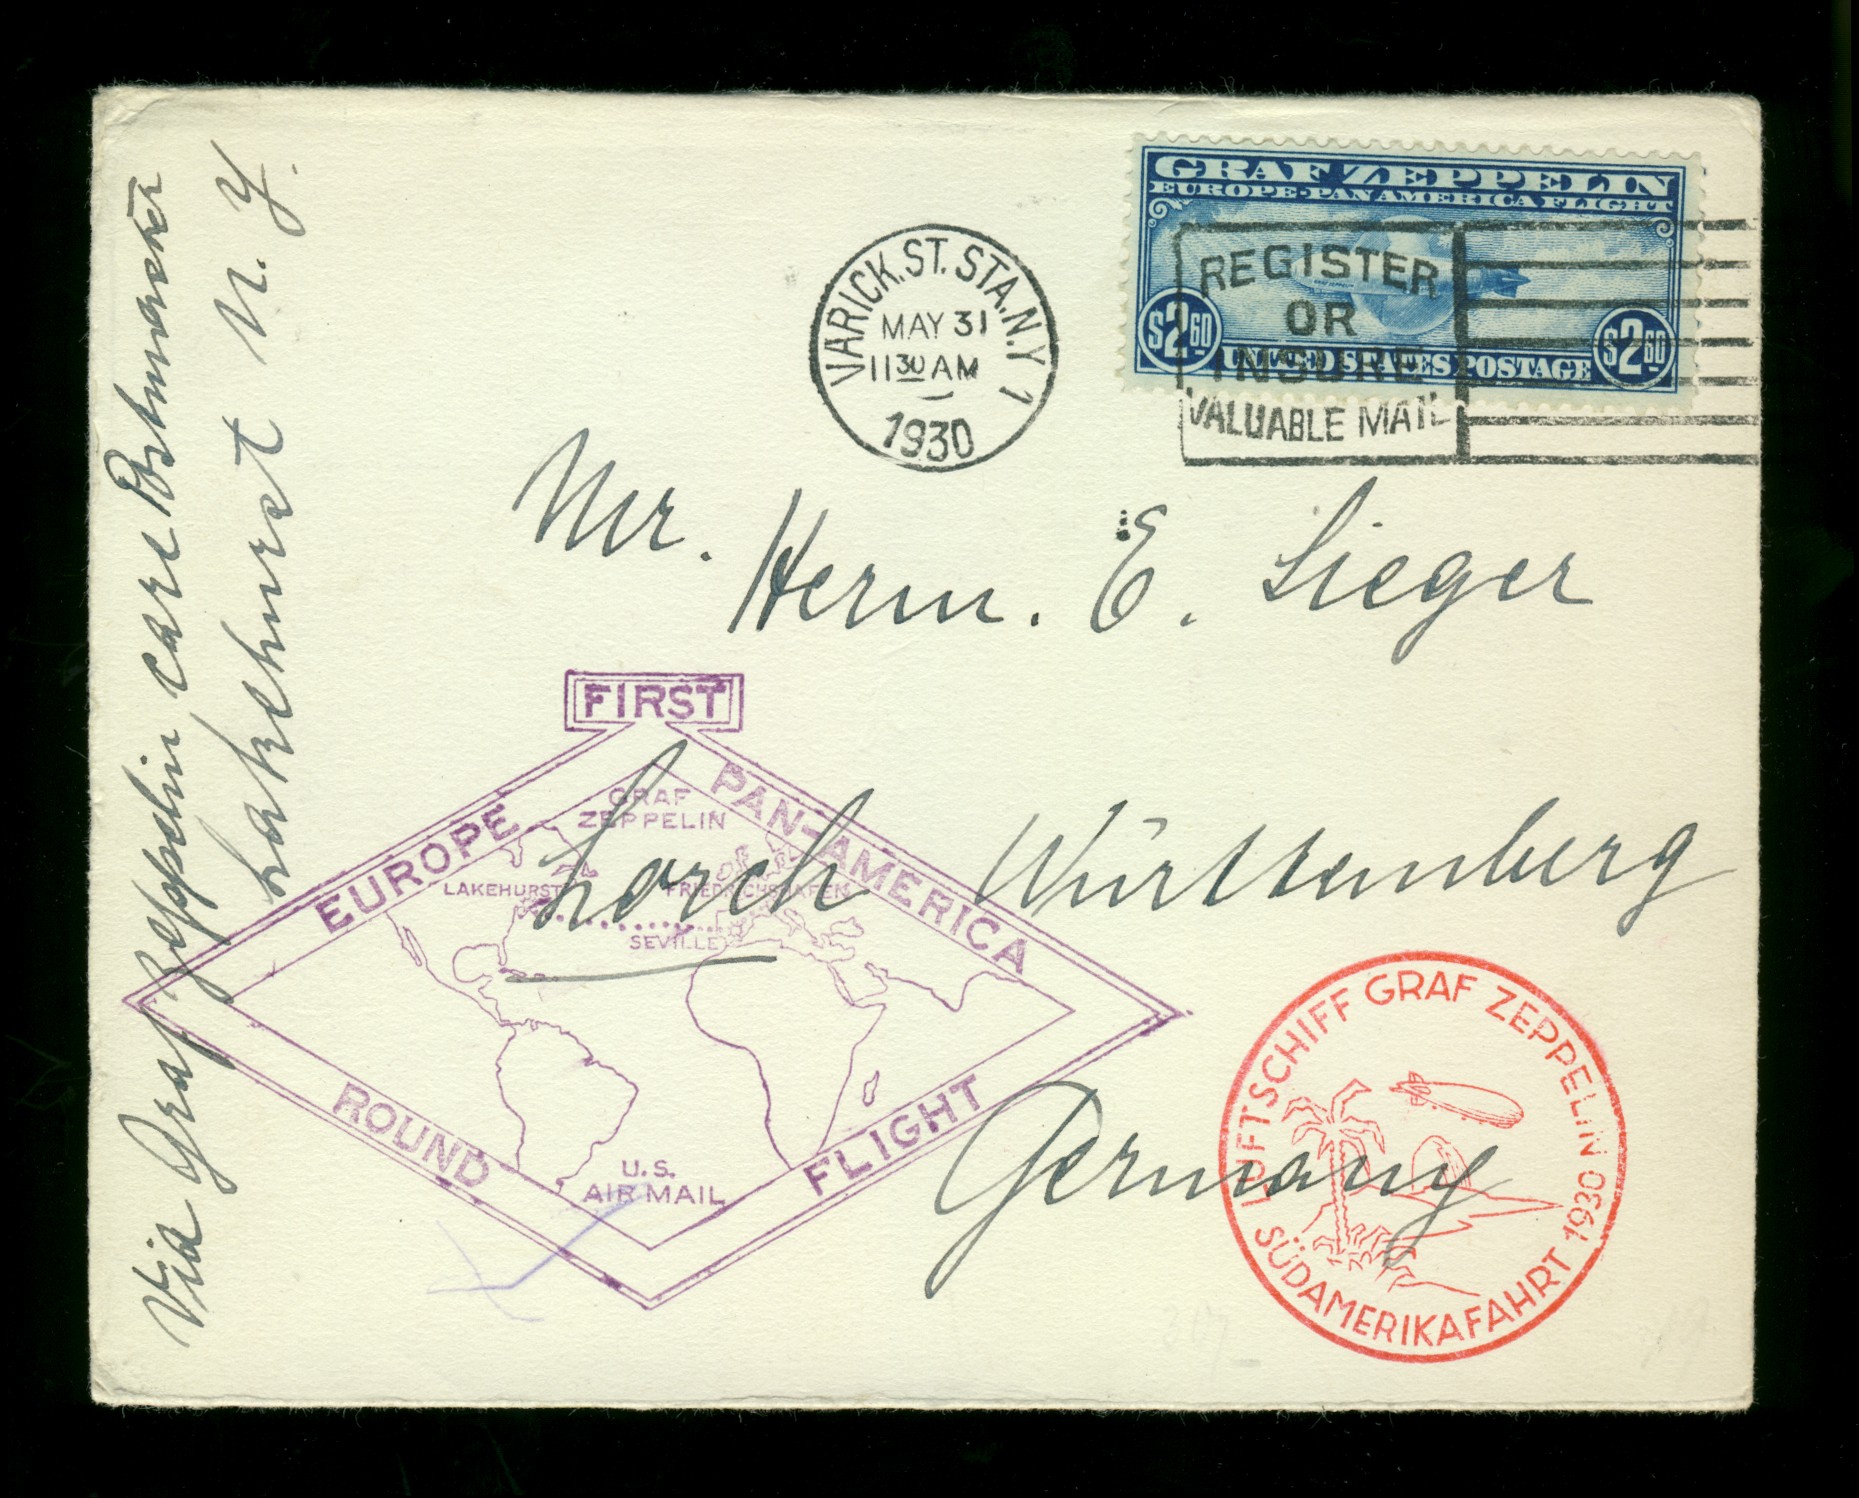 GRAF ZEPPELIN
EUROPE-PAN AMERICA FLIGHT
$2.60 UNITED STATES POSTAGE $2.60
VARICK.ST. STA.N.Y. 1
MAY 31
11 30 AM
1930
REGISTER
OR
INSURE
VALUABLE MAIL
Via Graf Zeppelin care Postmaster
Lakehurst N.Y.
Mr. Herm. E. Sieger
Lorch Württemberg
Germany
FIRST
EUROPE PAN-AMERICA
ROUND FLIGHT
GRAF
ZEPPELIN
LAKEHURST FRIEDRICHSHAFEN
SEVILLE
U.S.
AIR MAIL
LUFTSCHIFF GRAF ZEPPELIN 1930
SÜDAMERIKAFAHRT